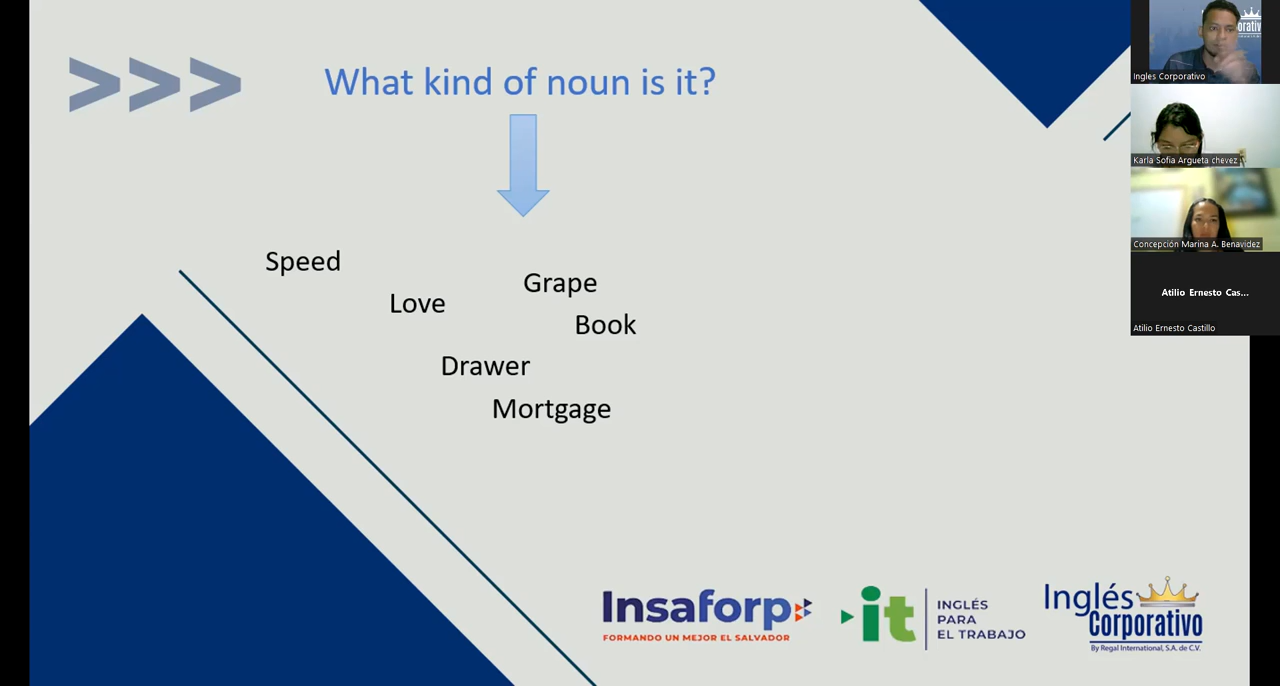 >>> What kind of noun is it?
Speed
Grape
Love
Book
Drawer
Mortgage
Insaforp
FORMANDO UN MEJOR EL SALVADOR
it
INGLÉS
PARA
EL TRABAJO
Inglés
Corporativo
By Regal International, S.A. de C.V.
orativo
Ingles Corporativo
Karla Sofia Argueta chevez
Concepción Marina A. Benavidez
Atilio Ernesto Cas...
Atilio Ernesto Castillo